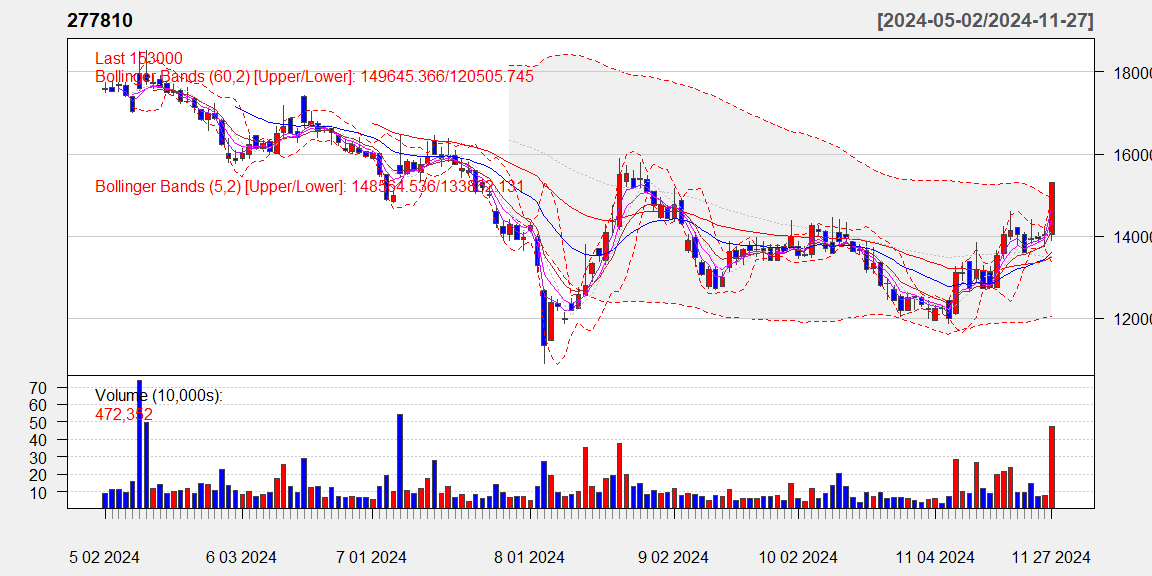 277810
[2024-05-02/2024-11-27]
Last 153000
Bollinger Bands (60,2) [Upper/Lower]: 149645.366/120505.745
Bollinger Bands (5,2) [Upper/Lower]:
18000
16000
14000
12000
Volume (10,000s):
472,352
70
60
50
40
30
20
10
5 02 2024
6 03 2024
7 01 2024
8 01 2024
9 02 2024
10 02 2024
11 04 2024
11 27 2024